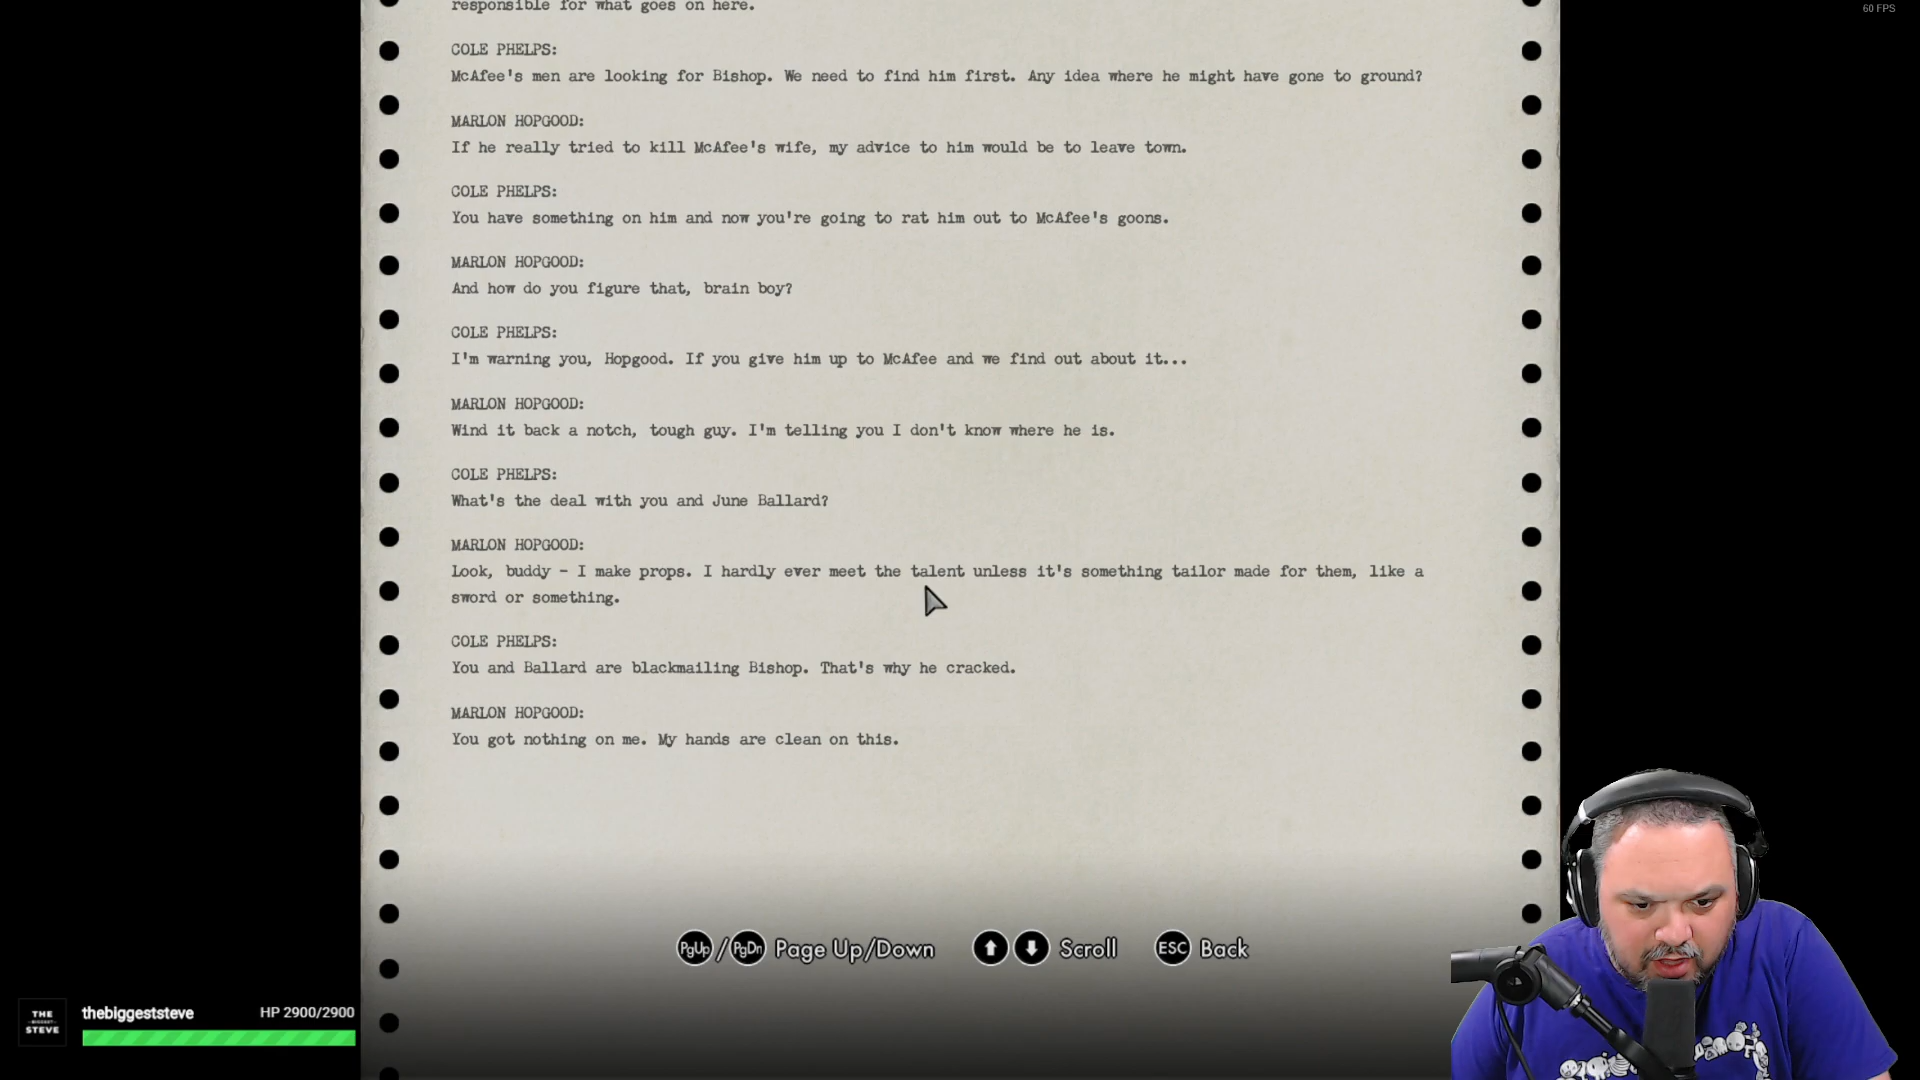 60 FPS
responsible for what goes on here.
COLE PHELPS:
McAfee's men are looking for Bishop. We need to find him first. Any idea where he might have gone to ground?
MARLON HOPGOOD:
If he really tried to kill McAfee's wife, my advice to him would be to leave town.
COLE PHELPS:
You have something on him and now you're going to rat him out to McAfee's goons.
MARLON HOPGOOD:
And how do you figure that, brain boy?
COLE PHELPS:
I'm warning you, Hopgood. If you give him up to McAfee and we find out about it...
MARLON HOPGOOD:
Wind it back a notch, tough guy. I'm telling you I don't know where he is.
COLE PHELPS:
What's the deal with you and June Ballard?
MARLON HOPGOOD:
Look, buddy - I make props. I hardly ever meet the talent unless it's something tailor made for them, like a
sword or something.
COLE PHELPS:
You and Ballard are blackmailing Bishop. That's why he cracked.
MARLON HOPGOOD:
You got nothing on me. My hands are clean on this.
PgUp/PgDn Page Up/Down Scroll ESC Back
THE
BIGGEST
STEVE
thebiggeststeve HP 2900/2900